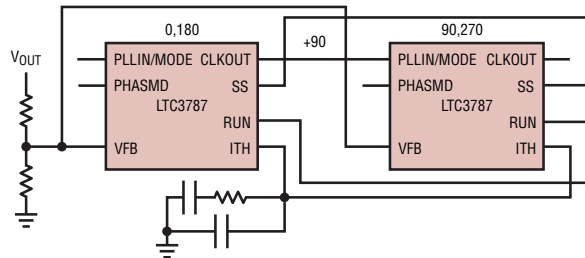 0,180
90,270
VOUT
+90
PLLIN/MODE CLKOUT
PHASMD
SS
LTC3787
RUN
VFB
ITH
PLLIN/MODE CLKOUT
PHASMD
SS
LTC3787
RUN
VFB
ITH